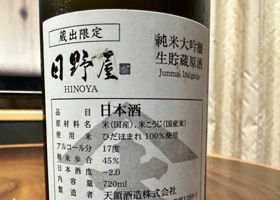 蔵出限定
日野屋
HINOYA
純米大吟醸
生貯蔵原酒
Junmai Daiginjo
品目 日本酒
原材料名 米(国産)、米こうじ(国産米)
使用米 ひだほまれ100%使用
アルコール分 17度
精米歩合 45%
日本酒度 -2.0
内容量 720ml
製造者 天領酒造株式会